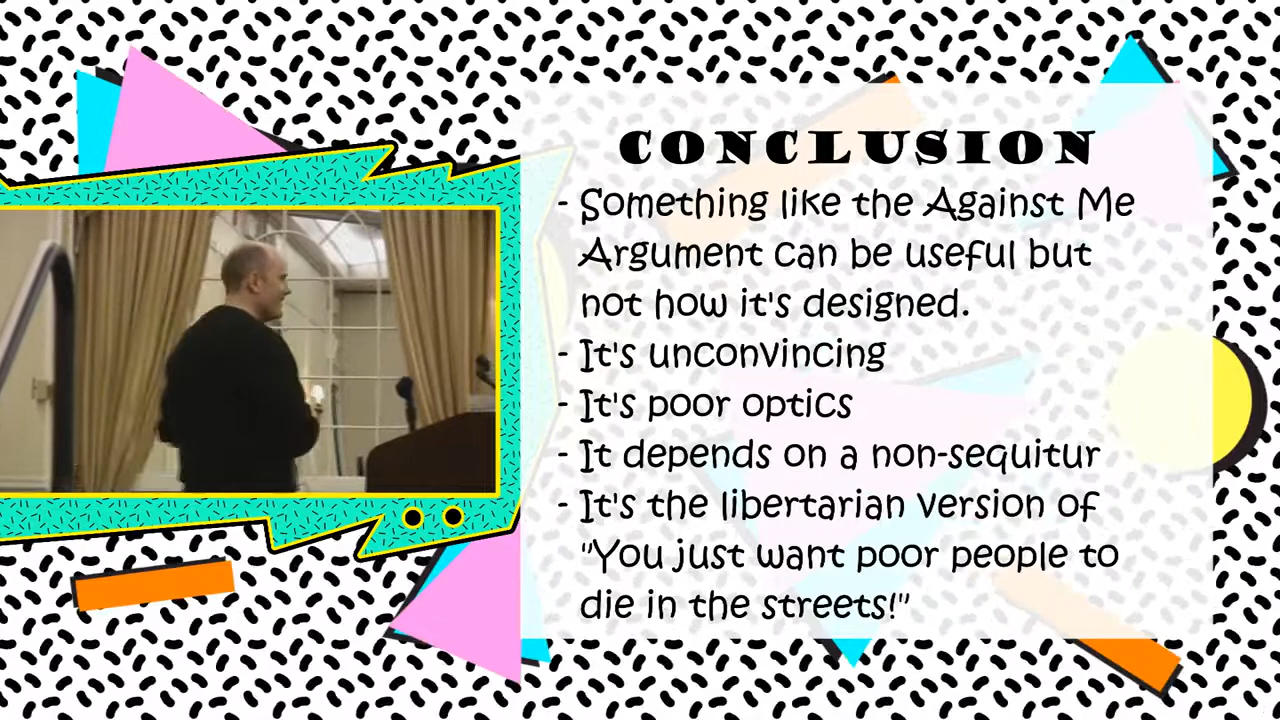 CONCLUSION
- Something like the Against Me
Argument can be useful but
not how it's designed.
- It's unconvincing
- It's poor optics
- It depends on a non-sequitur
- It's the libertarian version of
"You just want poor people to
die in the streets!"